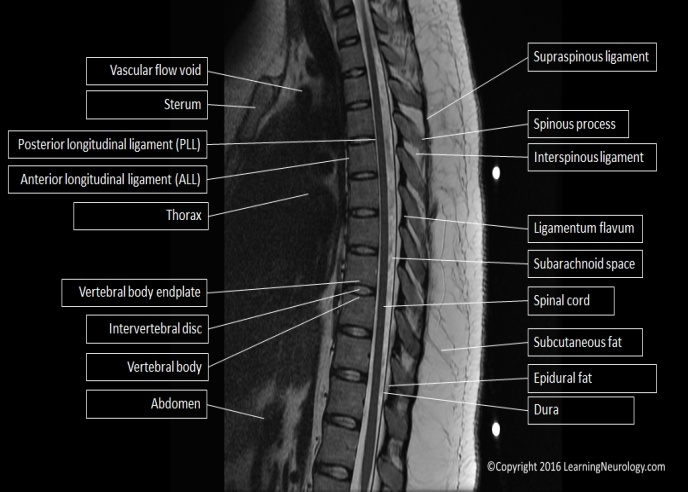 Vascular flow void
Sterum
Posterior longitudinal ligament (PLL)
Anterior longitudinal ligament (ALL)
Thorax
Vertebral body endplate
Intervertebral disc
Vertebral body
Abdomen
Supraspinous ligament
Spinous process
Interspinous ligament
Ligamentum flavum
Subarachnoid space
Spinal cord
Subcutaneous fat
Epidural fat
Dura
©Copyright 2016 LearningNeurology.com